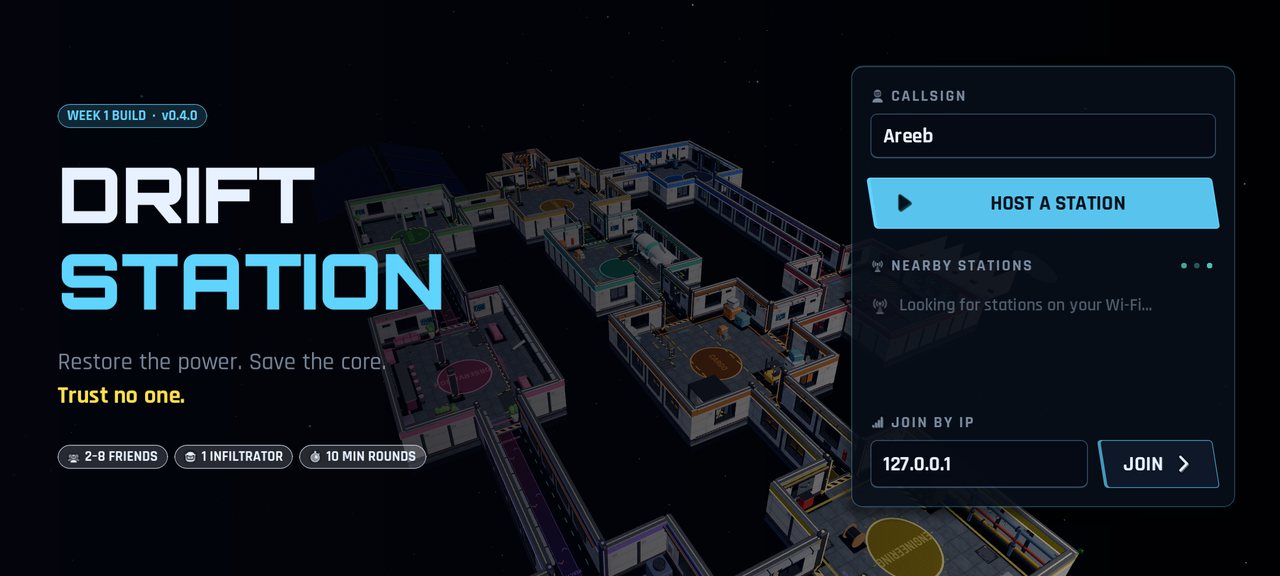 WEEK 1 BUILD · v0.4.0
DRIFT
STATION
Restore the power. Save the core.
Trust no one.
2-8 FRIENDS
1 INFILTRATOR
10 MIN ROUNDS
CALLSIGN
Areeb
HOST A STATION
NEARBY STATIONS
Looking for stations on your Wi-Fi...
JOIN BY IP
127.0.0.1
JOIN
CARGO
ENGINEERING